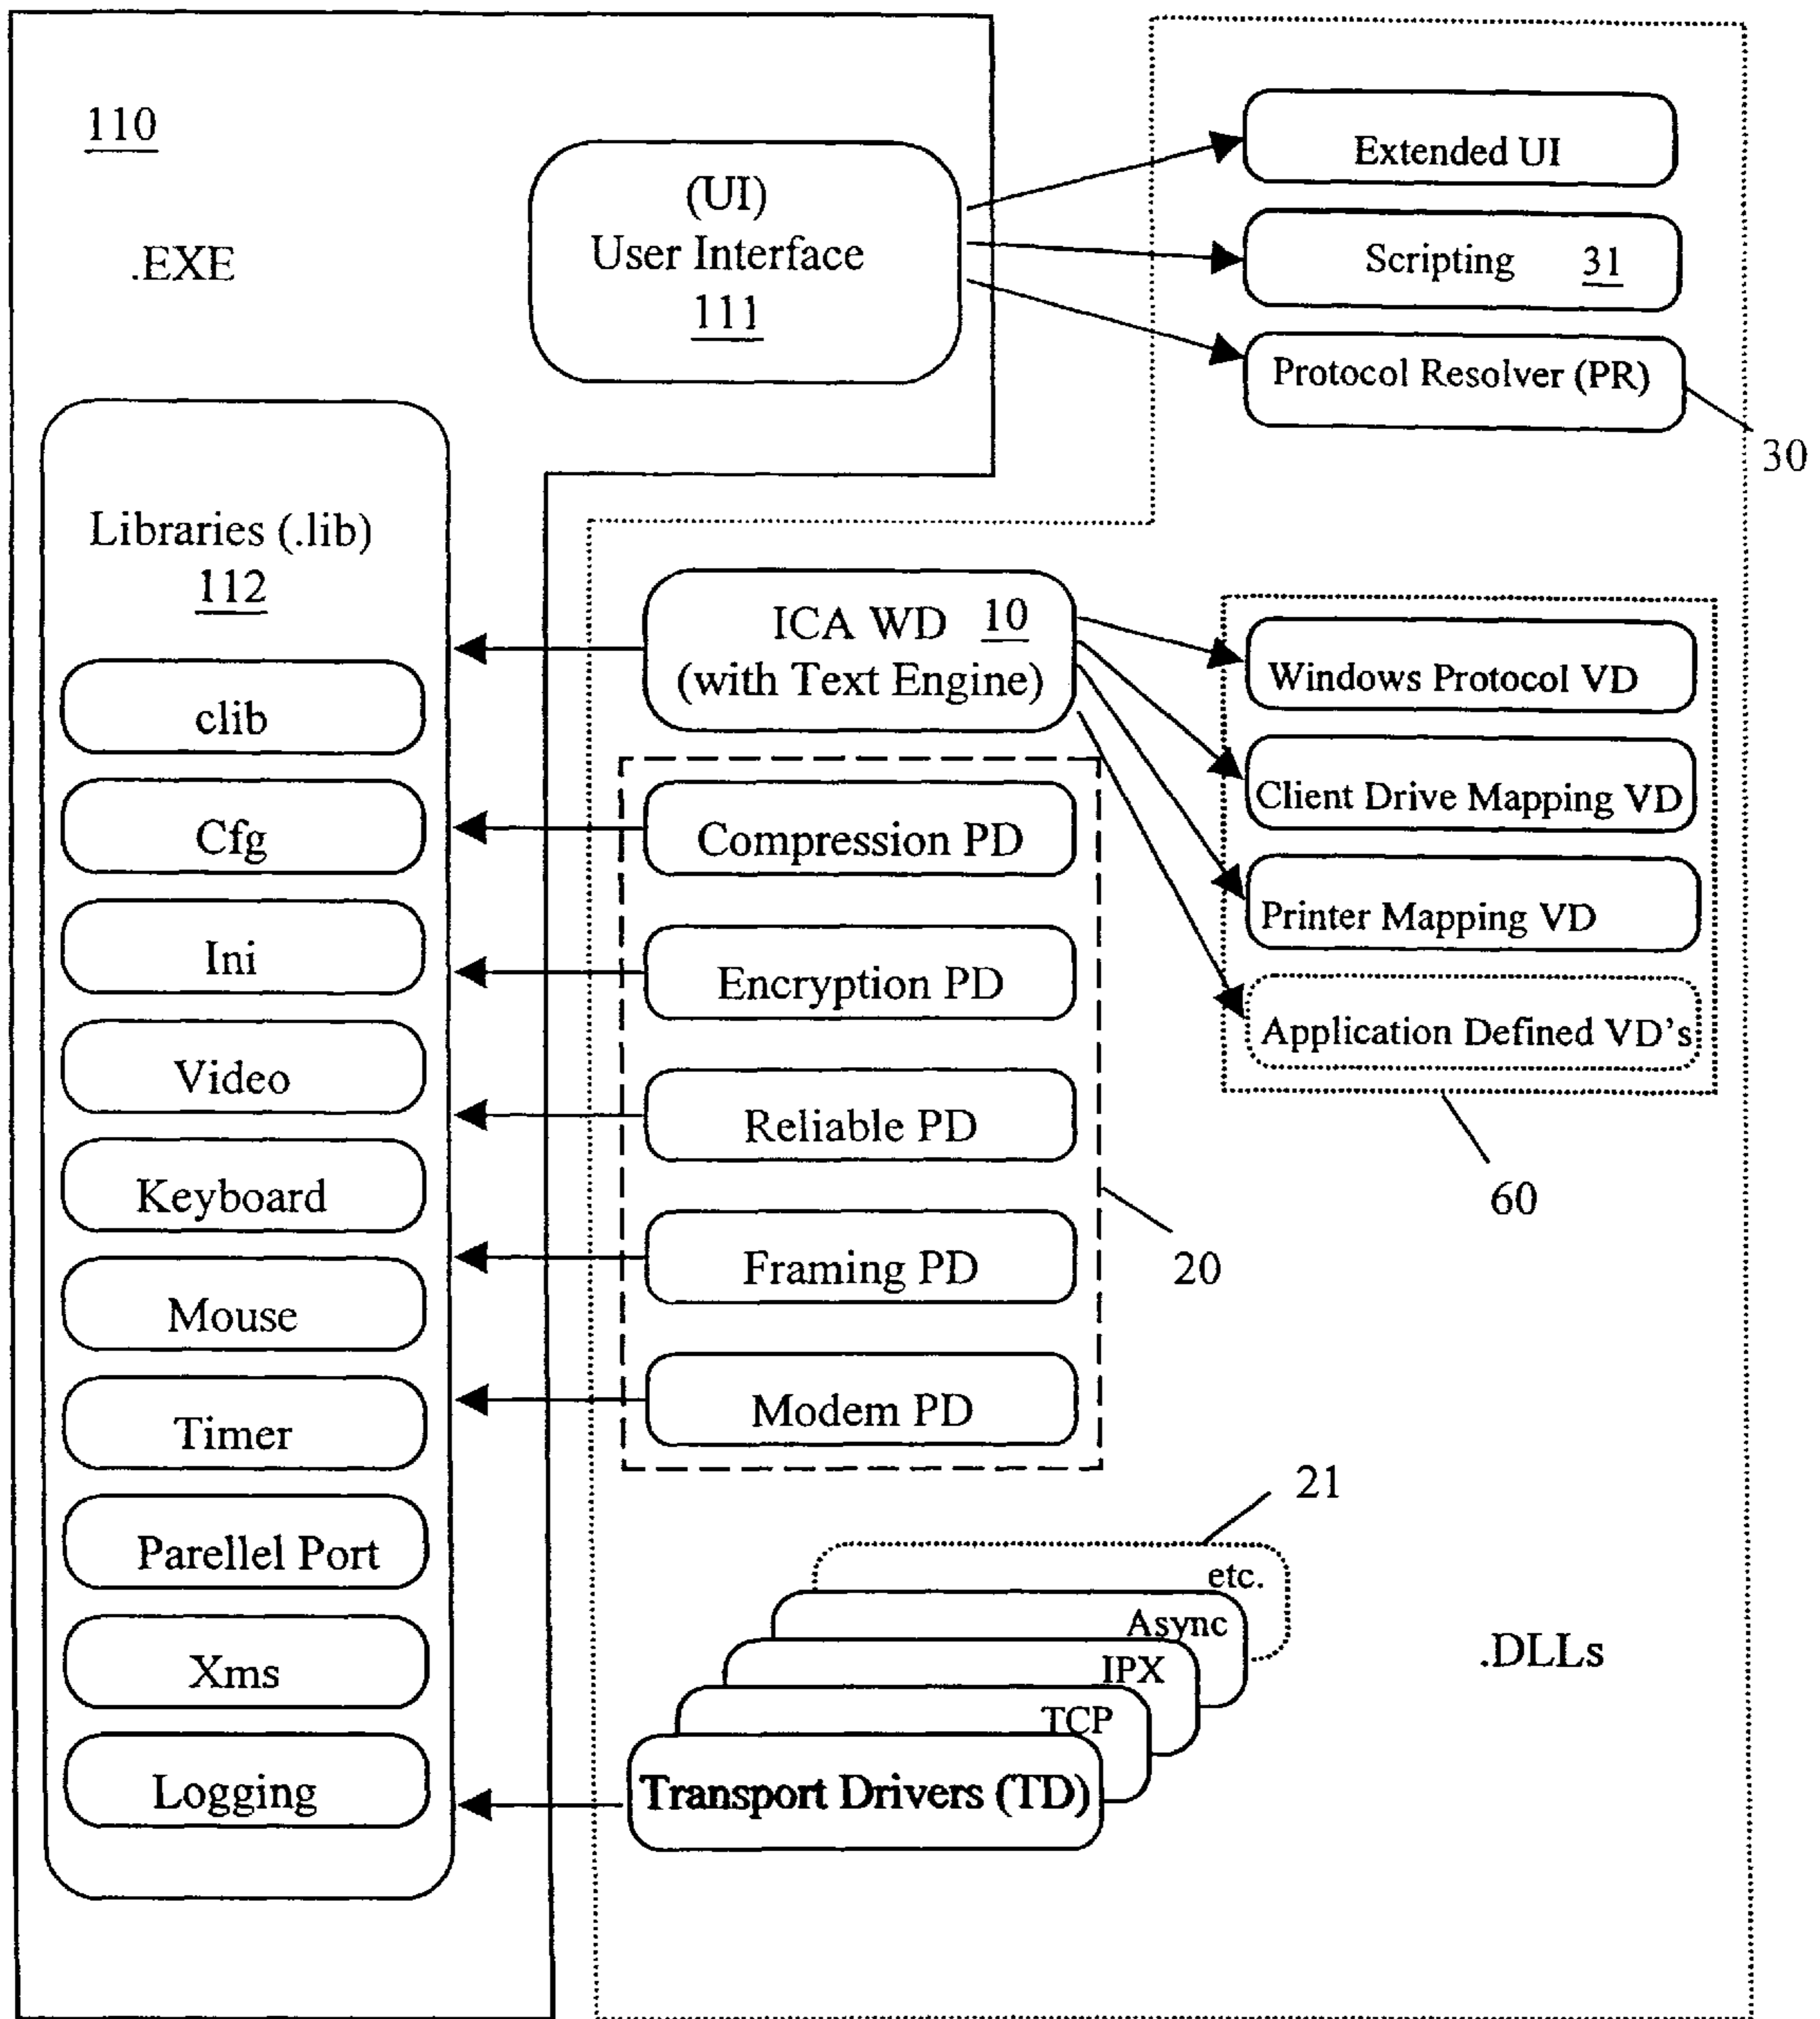 110
.EXE
(UI)
User Interface
111
Extended UI
Scripting 31
Protocol Resolver (PR)
30
Libraries (.lib)
112
clib
Cfg
Ini
Video
Keyboard
Mouse
Timer
Parellel Port
Xms
Logging
ICA WD 10
(with Text Engine)
Compression PD
Encryption PD
Reliable PD
Framing PD
Modem PD
20
Windows Protocol VD
Client Drive Mapping VD
Printer Mapping VD
Application Defined VD's
60
21
etc.
Async
IPX
TCP
Transport Drivers (TD)
.DLLs